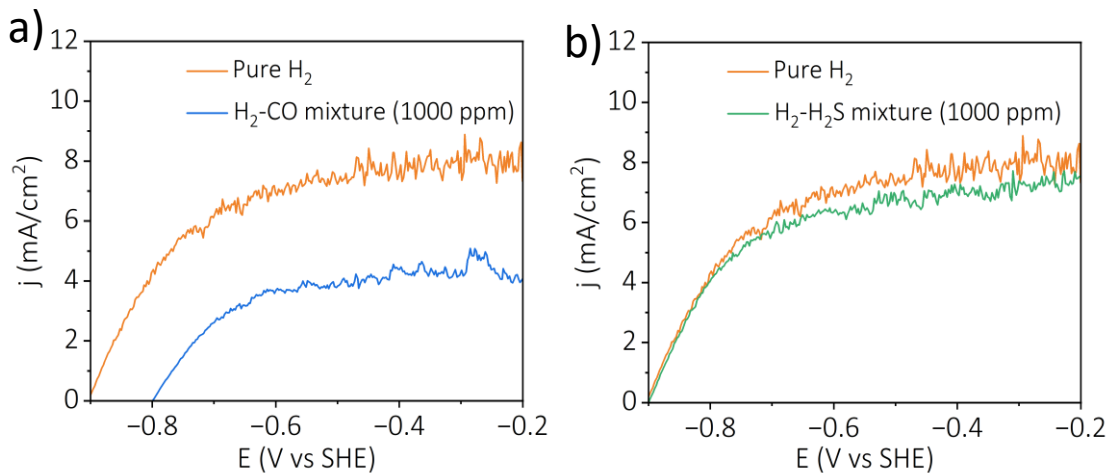 a)
12
10
8
6
4
2
0
j (mA/cm²)
Pure H₂
H₂-CO mixture (1000 ppm)
−0.8
−0.6
−0.4
−0.2
E (V vs SHE)
b)
12
10
8
6
4
2
0
j (mA/cm²)
Pure H₂
H₂-H₂S mixture (1000 ppm)
−0.8
−0.6
−0.4
−0.2
E (V vs SHE)